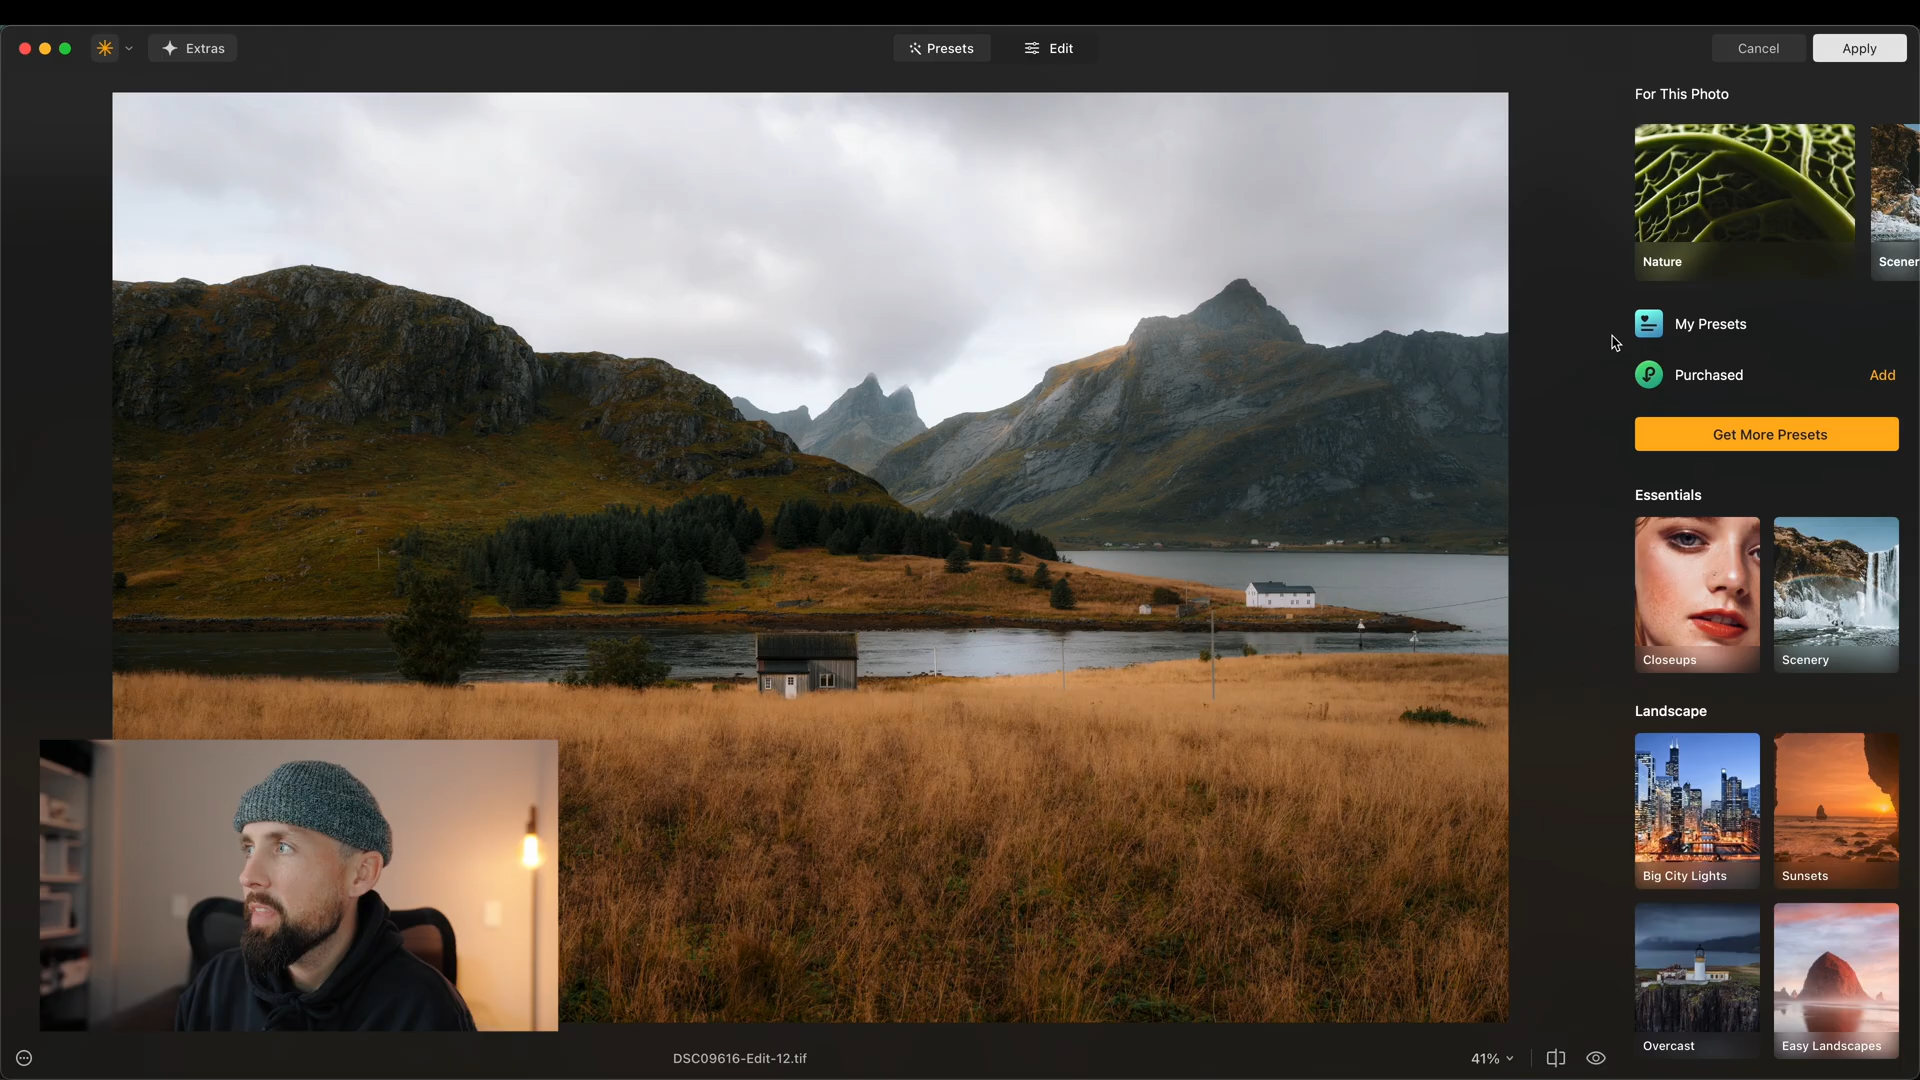 Extras
Presets
Edit
Cancel
Apply
For This Photo
Nature
Scener
My Presets
Purchased
Add
Get More Presets
Essentials
Closeups
Scenery
Landscape
Big City Lights
Sunsets
Overcast
Easy Landscapes
DSC09616-Edit-12.tif
41%